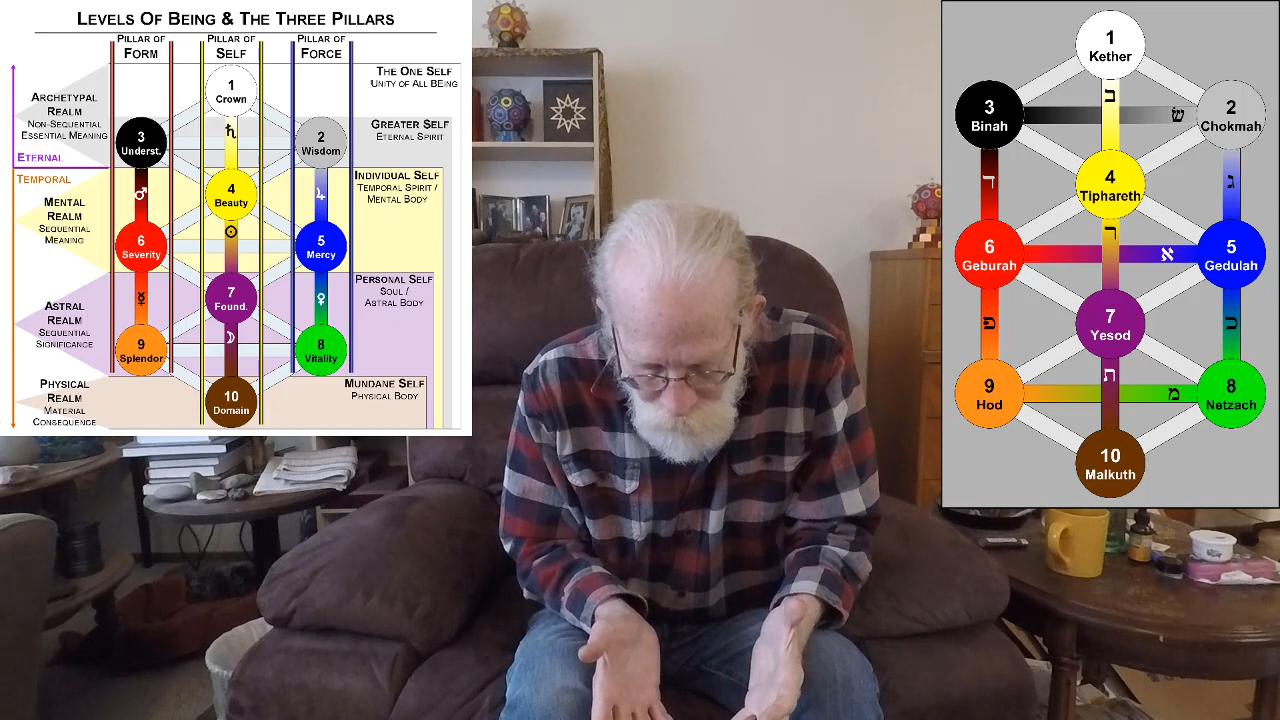 LEVELS OF BEING & THE THREE PILLARS
PILLAR OF
FORM
PILLAR OF
SELF
PILLAR OF
FORCE
THE ONE SELF
UNITY OF ALL BEING
1
Crown
ARCHETYPAL
REALM
NON-SEQUENTIAL
ESSENTIAL MEANING
GREATER SELF
ETERNAL SPIRIT
♄
3
Underst.
2
Wisdom
ETERNAL
TEMPORAL
INDIVIDUAL SELF
TEMPORAL SPIRIT /
MENTAL BODY
♂
4
Beauty
♃
MENTAL
REALM
SEQUENTIAL
MEANING
☉
6
Severity
5
Mercy
PERSONAL SELF
SOUL /
ASTRAL BODY
7
Found.
☿
♀
ASTRAL
REALM
SEQUENTIAL
SIGNIFICANCE
☽
9
Splendor
8
Vitality
PHYSICAL
REALM
MATERIAL
CONSEQUENCE
MUNDANE SELF
PHYSICAL BODY
10
Domain
1
Kether
ב
3
Binah
ש
2
Chokmah
ד
4
Tiphareth
ג
ר
6
Geburah
א
5
Gedulah
7
Yesod
פ
כ
ת
9
Hod
מ
8
Netzach
10
Malkuth